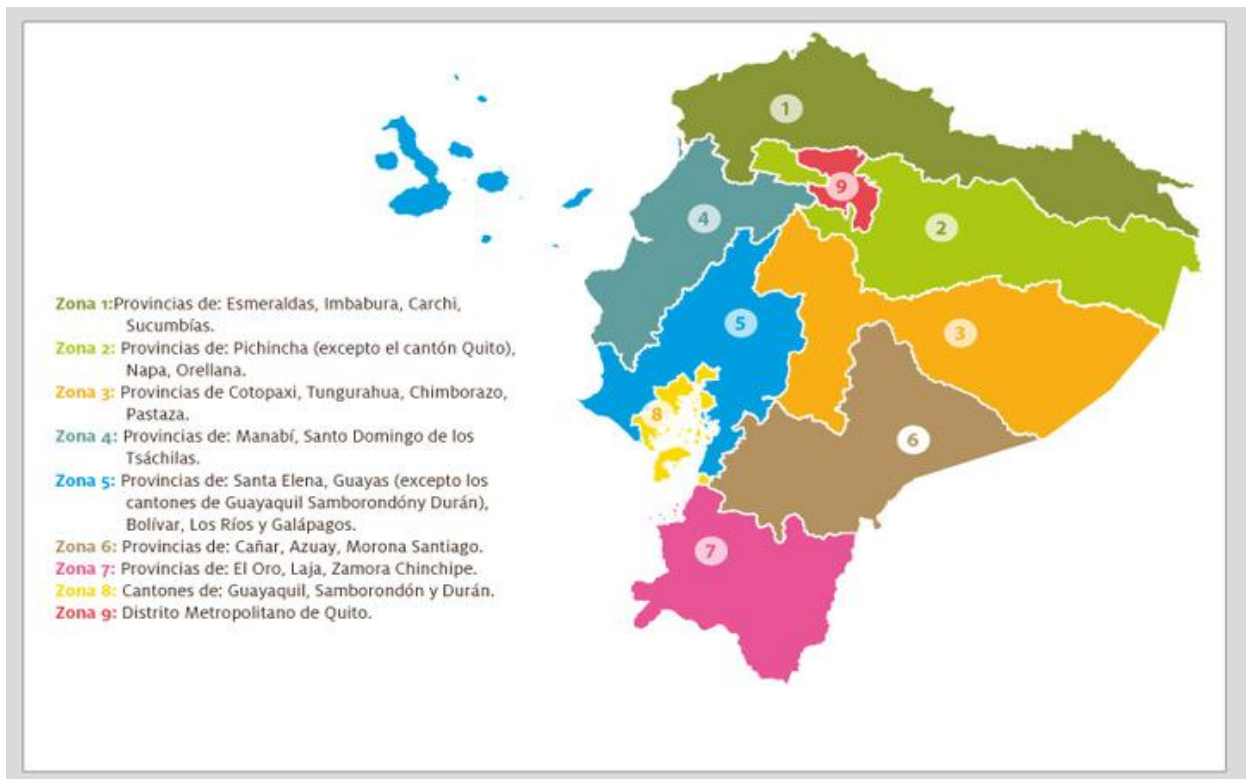 Zona 1:Provincias de: Esmeraldas, Imbabura, Carchi,
Sucumbías.
Zona 2: Provincias de: Pichincha (excepto el cantón Quito),
Napa, Orellana.
Zona 3: Provincias de Cotopaxi, Tungurahua, Chimborazo,
Pastaza.
Zona 4: Provincias de: Manabí, Santo Domingo de los
Tsáchilas.
Zona 5: Provincias de: Santa Elena, Guayas (excepto los
cantones de Guayaquil Samborondóny Durán),
Bolívar, Los Ríos y Galápagos.
Zona 6: Provincias de: Cañar, Azuay, Morona Santiago.
Zona 7: Provincias de: El Oro, Laja, Zamora Chinchipe.
Zona 8: Cantones de: Guayaquil, Samborondón y Durán.
Zona 9: Distrito Metropolitano de Quito.
1
9
4
2
5
3
8
6
7